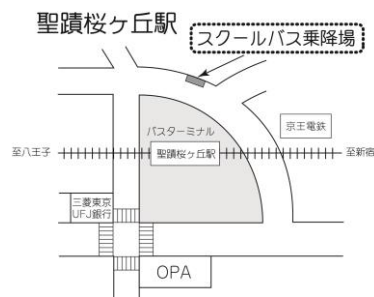 聖蹟桜ヶ丘駅
スクールバス乗降場
京王電鉄
バスターミナル
至八王子
聖蹟桜ヶ丘駅
至新宿
三菱東京
UFJ銀行
OPA